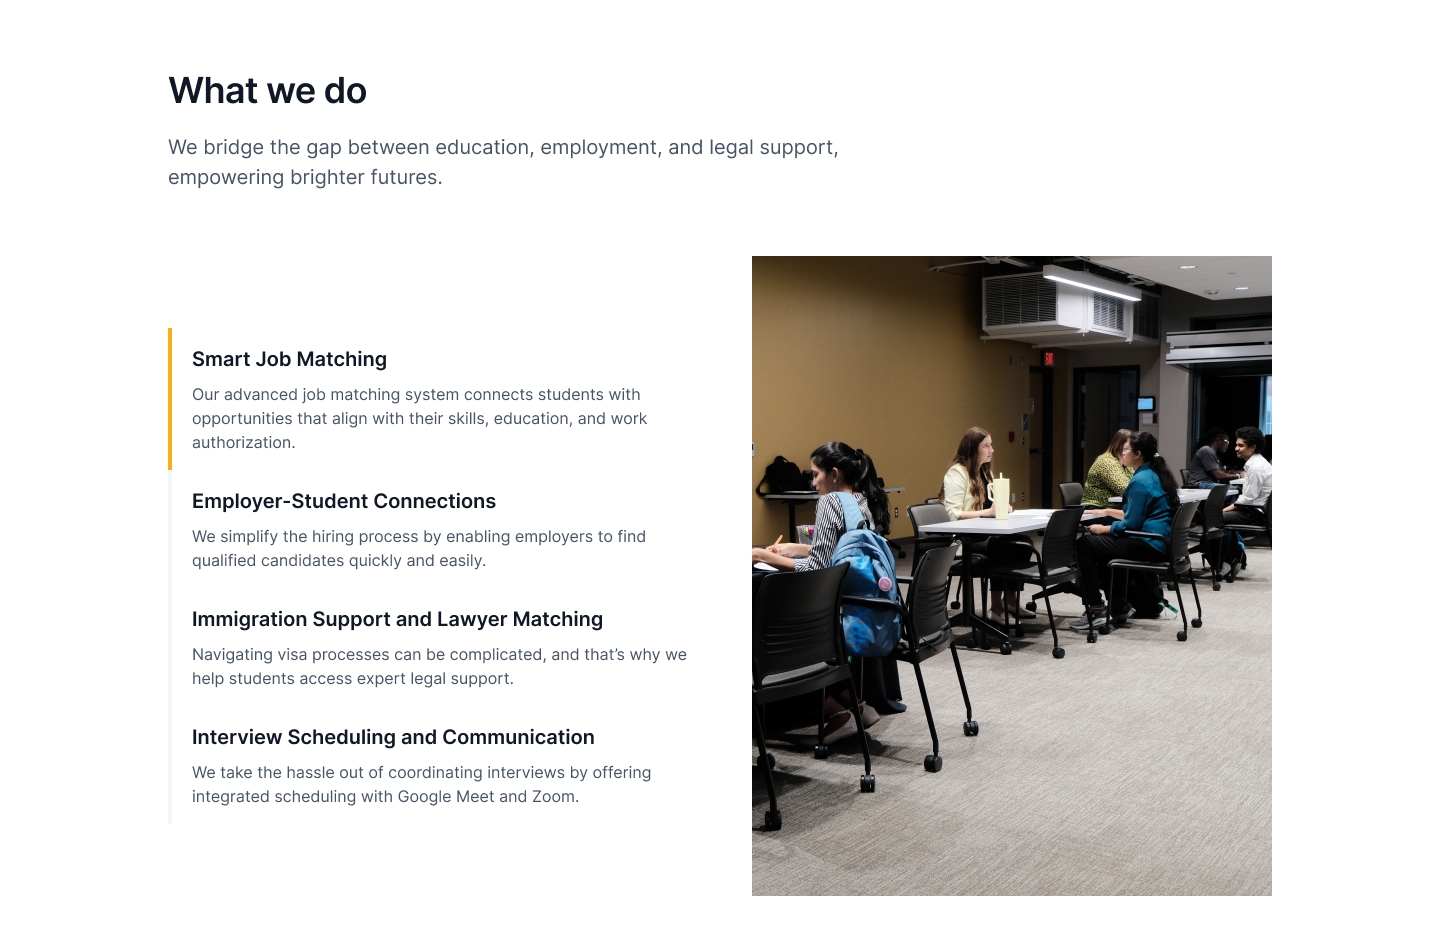 What we do
We bridge the gap between education, employment, and legal support,
empowering brighter futures.
Smart Job Matching
Our advanced job matching system connects students with
opportunities that align with their skills, education, and work
authorization.
Employer-Student Connections
We simplify the hiring process by enabling employers to find
qualified candidates quickly and easily.
Immigration Support and Lawyer Matching
Navigating visa processes can be complicated, and that’s why we
help students access expert legal support.
Interview Scheduling and Communication
We take the hassle out of coordinating interviews by offering
integrated scheduling with Google Meet and Zoom.